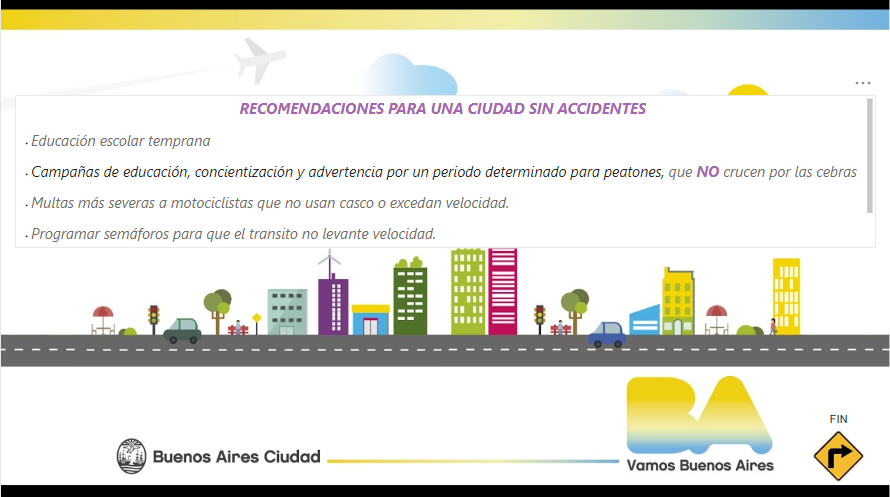 RECOMENDACIONES PARA UNA CIUDAD SIN ACCIDENTES
. Educación escolar temprana
. Campañas de educación, concientización y advertencia por un periodo determinado para peatones, que NO crucen por las cebras
. Multas más severas a motociclistas que no usan casco o excedan velocidad.
. Programar semáforos para que el transito no levante velocidad.
BA
FIN
Buenos Aires Ciudad
Vamos Buenos Aires